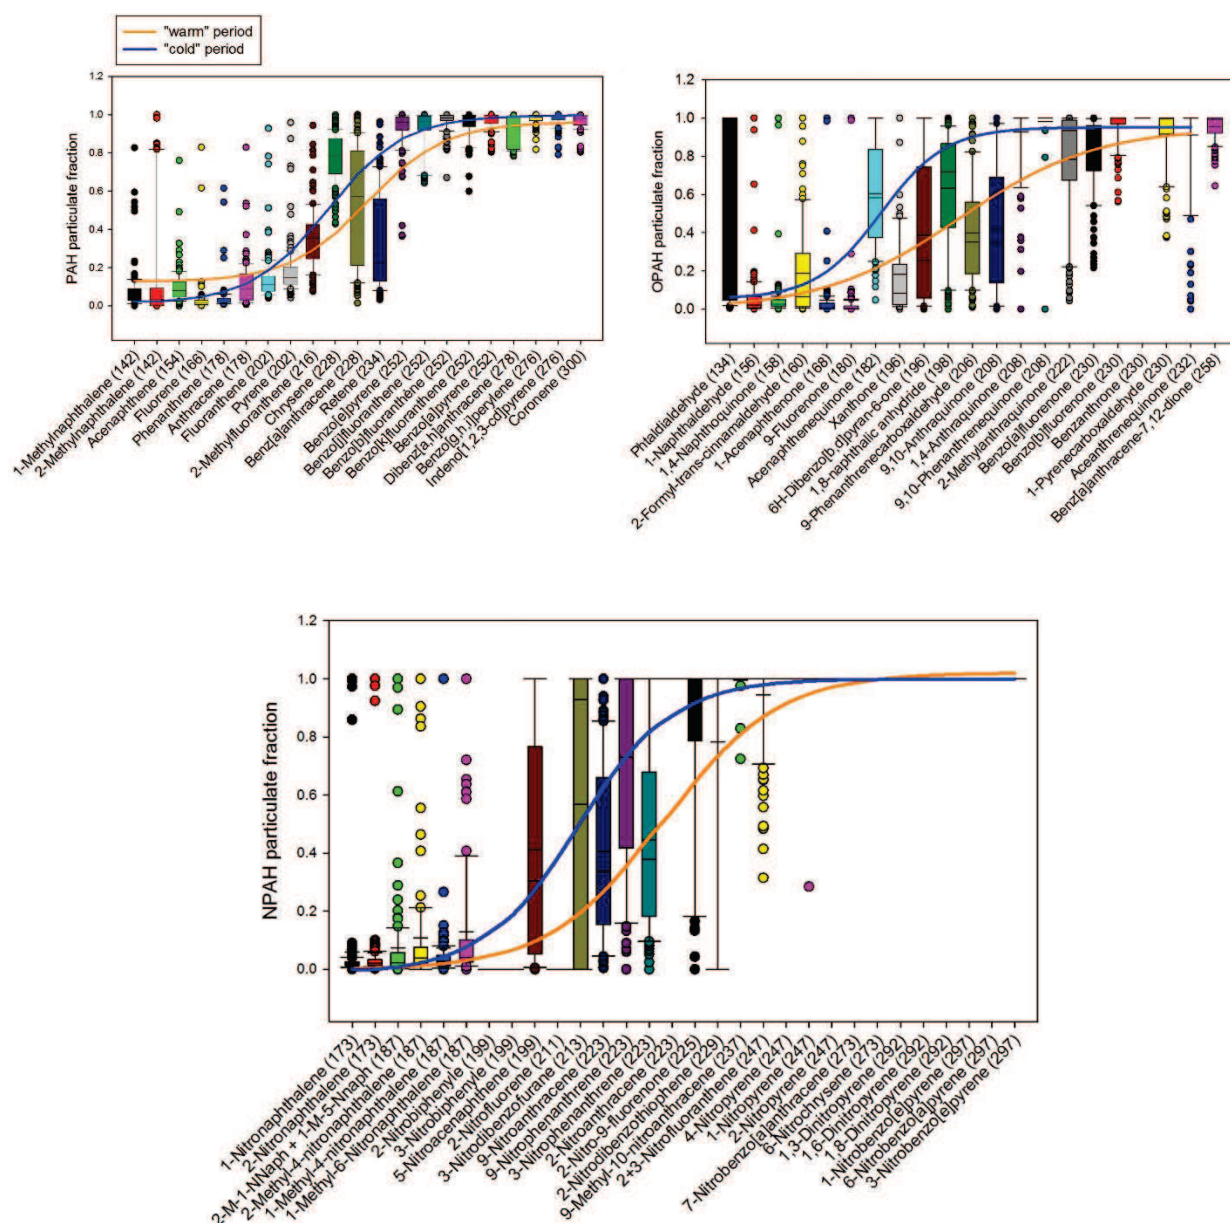 "warm" period
"cold" period
PAH particulate fraction
1.2
1.0
0.8
0.6
0.4
0.2
0.0
1-Methylnaphthalene (142)
2-Methylnaphtalene (142)
Acenaphtene (154)
Fluorene (166)
Phenanthrene (178)
Anthracene (178)
Fluoranthene (202)
Pyrene (202)
2-Methylfluoranthene (216)
Chrysene (228)
Benz[a]anthracene (228)
Retene (234)
Benzo[e]pyrene (252)
Benzo[j]fluoranthene (252)
Benzo[b]fluoranthene (252)
Benzo[k]fluoranthene (252)
Benzo[a]pyrene (252)
Dibenz[a,h]anthracene (278)
Benzo[g,h,i]perylene (276)
Indeno[1,2,3-cd]pyrene (276)
Coronene (300)
OPAH particulate fraction
1.2
1.0
0.8
0.6
0.4
0.2
0.0
Phtaldialdehyde (134)
1-Naphtaldehyde (156)
1,4-Naphtoquinone (158)
2-Formyl-trans-cinnamaldehyde (160)
1-Acenaphtenone (168)
9-Fluorenone (180)
Acenaphtenequinone (182)
Xanthone (196)
6H-Dibenzo[b,d]pyran-6-one (196)
1,8-naphthalic anhydride (198)
9-Phenanthrenecarboxaldehyde (206)
9,10-Anthraquinone (208)
1,4-Anthraquinone (208)
9,10-Phenanthrenequinone (208)
2-Methylanthraquinone (222)
Benzo[a]fluorenone (230)
Benzo[b]fluorenone (230)
Benzanthrone (230)
1-Pyrenecarboxaldehyde (230)
Aceanthrenequinone (232)
Benz[a]anthracene-7,12-dione (258)
NPAH particulate fraction
1.2
1.0
0.8
0.6
0.4
0.2
0.0
1-Nitronaphthalene (173)
2-Nitronaphthalene (173)
2-M-1-NNaph + 1-M-5-Nnaph (187)
2-Methyl-4-nitronaphthalene (187)
1-Methyl-4-nitronaphthalene (187)
1-Methyl-6-Nitronaphthalene (187)
2-Nitrobiphenyle (199)
3-Nitrobiphenyle (199)
5-Nitroacenaphthene (199)
2-Nitrofluorene (211)
3-Nitrodibenzofurane (213)
9-Nitroanthracene (223)
9-Nitrophenanthrene (223)
3-Nitrophenanthrene (223)
2-Nitroanthracene (223)
2-Nitro-9-fluorenone (225)
2-Nitrodibenzothiophene (229)
9-Methyl-10-nitroanthracene (237)
2+3-Nitrofluoranthene (247)
4-Nitropyrene (247)
1-Nitropyrene (247)
2-Nitropyrene (247)
7-Nitrobenzo[a]anthracene (273)
6-Nitrochrysene (273)
1,3-Dnitropyrene (292)
1,6-Dnitropyrene (292)
1,8-Dnitropyrene (292)
1-Nitrobenzo[e]pyrene (297)
6-Nitrobenzo[a]pyrene (297)
3-Nitrobenzo[e]pyrene (297)